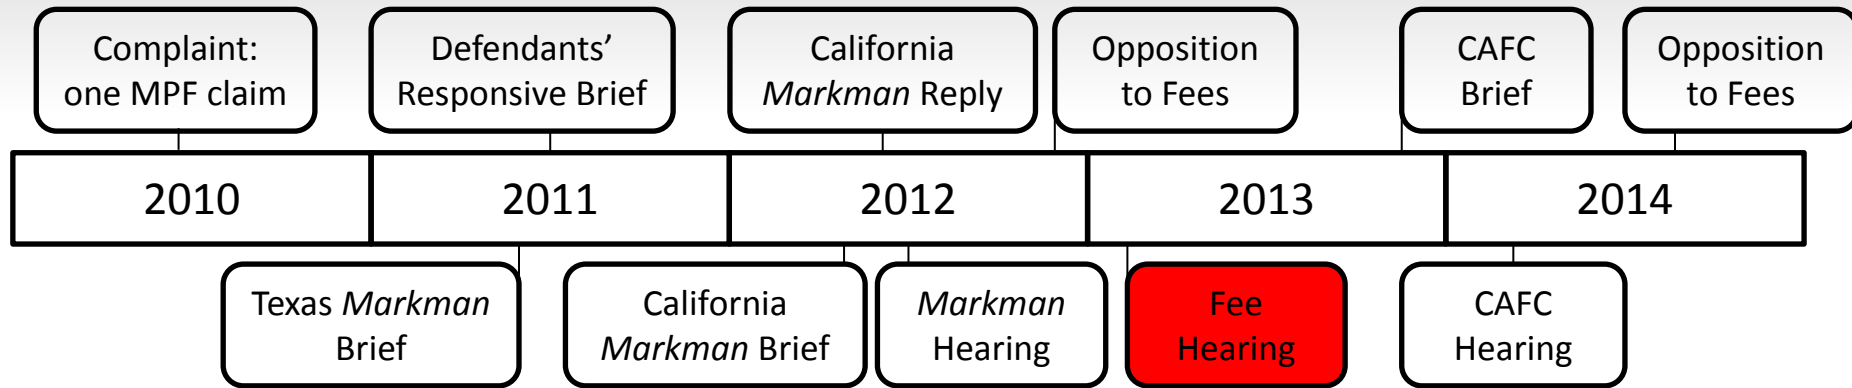 Complaint:
one MPF claim
Defendants’
Responsive Brief
California
Markman Reply
Opposition
to Fees
CAFC
Brief
Opposition
to Fees
2010
2011
2012
2013
2014
Texas Markman
Brief
California
Markman Brief
Markman
Hearing
Fee
Hearing
CAFC
Hearing